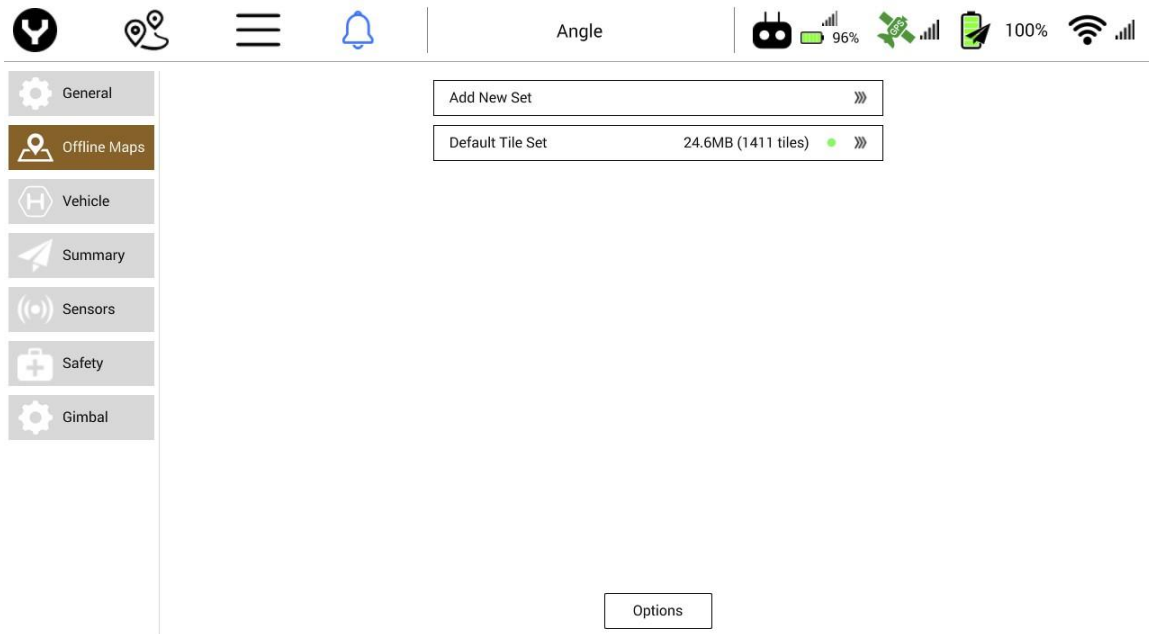 Angle
96%
GPS
100%
General
Offline Maps
Vehicle
Summary
Sensors
Safety
Gimbal
Add New Set
Default Tile Set 24.6MB (1411 tiles)
Options